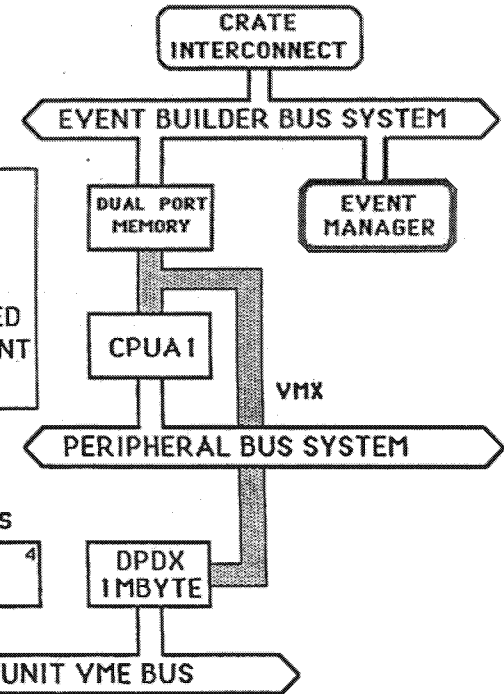 CRATE
INTERCONNECT
EVENT BUILDER BUS SYSTEM
DUAL PORT
MEMORY
EVENT
MANAGER
ED
NT
CPUA1
VMX
PERIPHERAL BUS SYSTEM
S
4
DPDX
1MBYTE
UNIT VME BUS